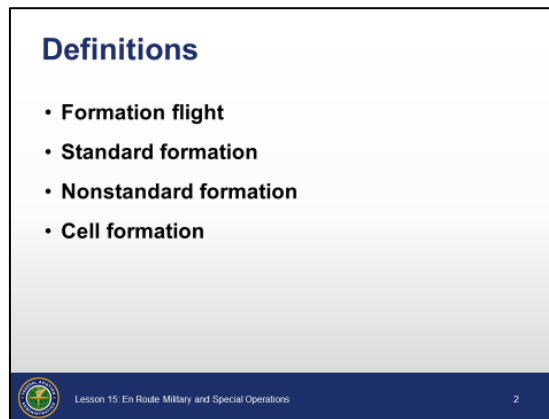 Definitions
• Formation flight
• Standard formation
• Nonstandard formation
• Cell formation
Lesson 15: En Route Military and Special Operations 2